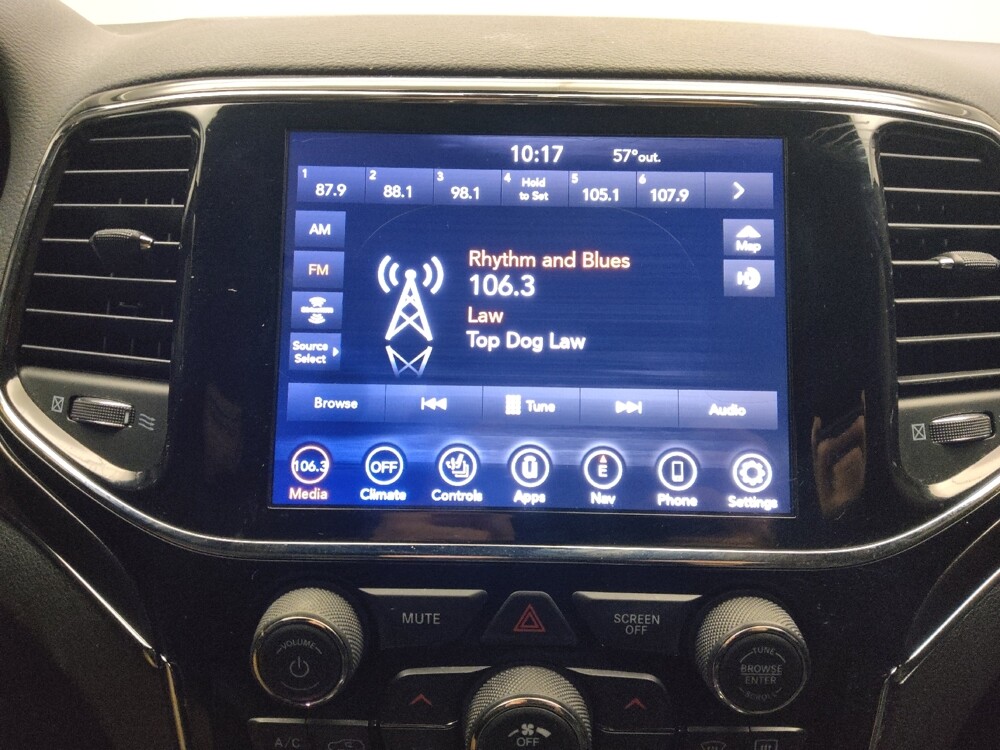 10:17 57°out.
1 87.9 2 88.1 3 98.1 4 Hold to Set 5 105.1 6 107.9
AM
Map
FM
HD
Rhythm and Blues
106.3
Law
Top Dog Law
Source
Select
Browse Tune Audio
106.3 OFF E
Media Climate Controls Apps Nav Phone Settings
MUTE
SCREEN
OFF
VOLUME
TUNE
BROWSE
ENTER
SCROLL
OFF
A/C